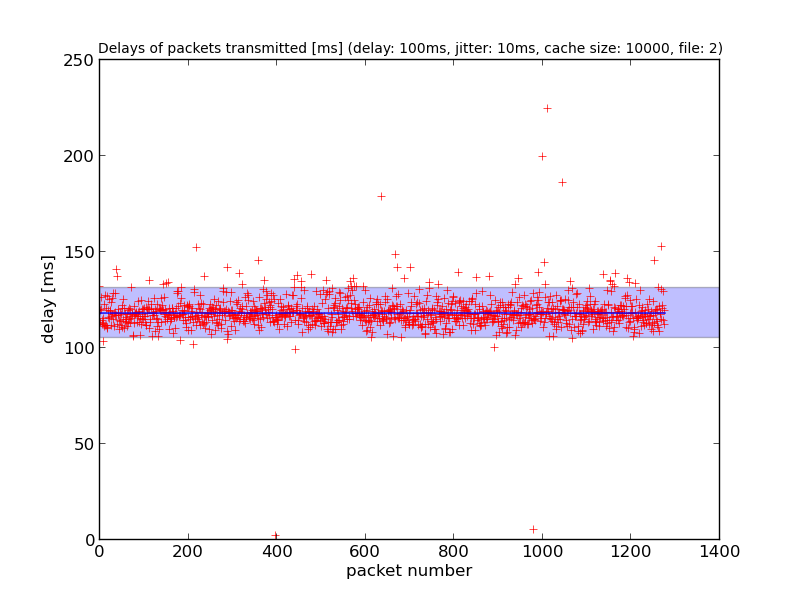 Delays of packets transmitted [ms] (delay: 100ms, jitter: 10ms, cache size: 10000, file: 2)
250
200
150
100
50
0
delay [ms]
0 200 400 600 800 1000 1200 1400
packet number